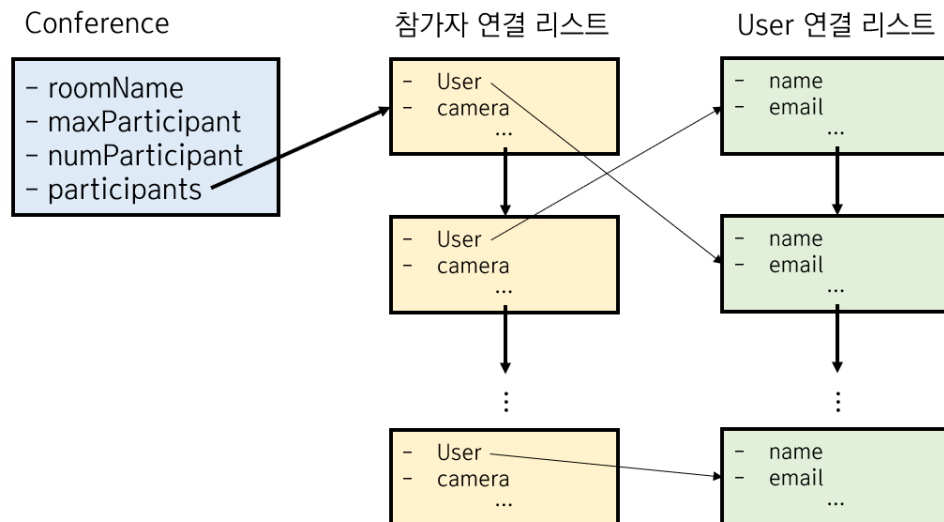 Conference
- roomName
- maxParticipant
- numParticipant
- participants
참가자 연결 리스트
- User
- camera
...
- User
- camera
...
⋮
- User
- camera
...
User 연결 리스트
- name
- email
...
- name
- email
...
⋮
- name
- email
...